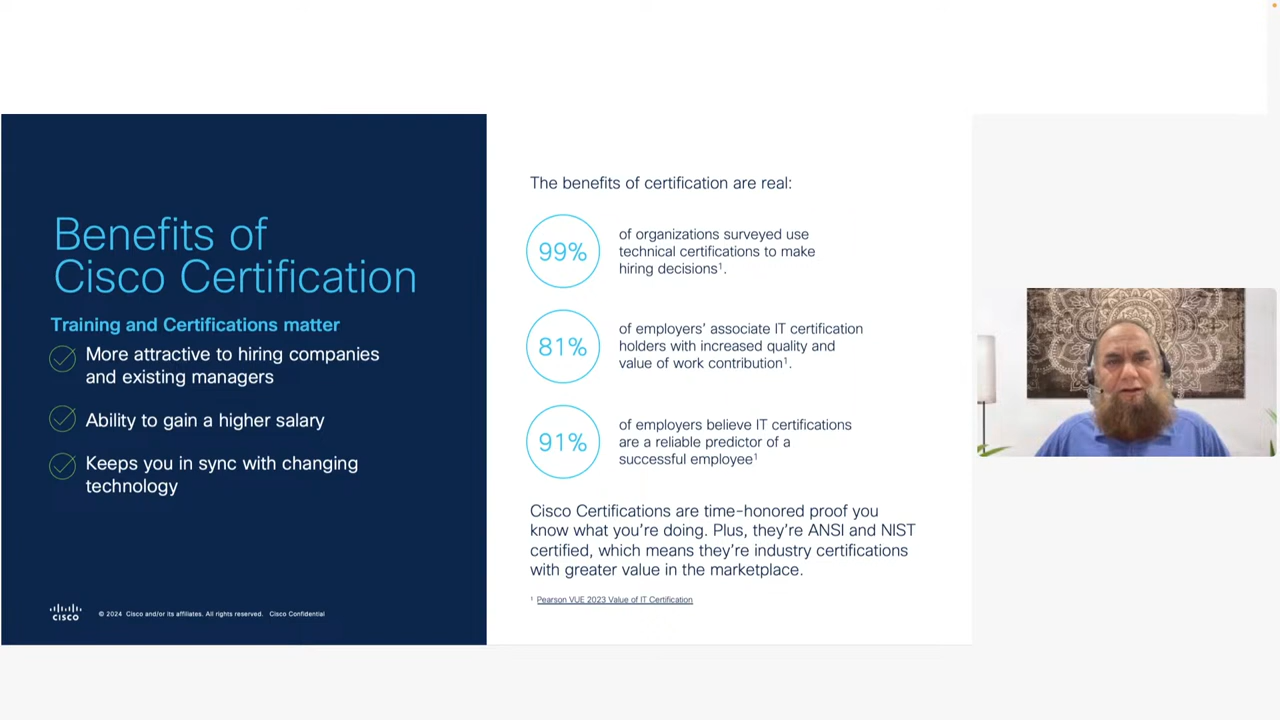 Benefits of
Cisco Certification
Training and Certifications matter
More attractive to hiring companies
and existing managers
Ability to gain a higher salary
Keeps you in sync with changing
technology
CISCO
© 2024 Cisco and/or its affiliates. All rights reserved. Cisco Confidential
The benefits of certification are real:
99%
of organizations surveyed use
technical certifications to make
hiring decisions¹.
81%
of employers’ associate IT certification
holders with increased quality and
value of work contribution¹.
91%
of employers believe IT certifications
are a reliable predictor of a
successful employee¹
Cisco Certifications are time-honored proof you
know what you’re doing. Plus, they’re ANSI and NIST
certified, which means they’re industry certifications
with greater value in the marketplace.
¹ Pearson VUE 2023 Value of IT Certification